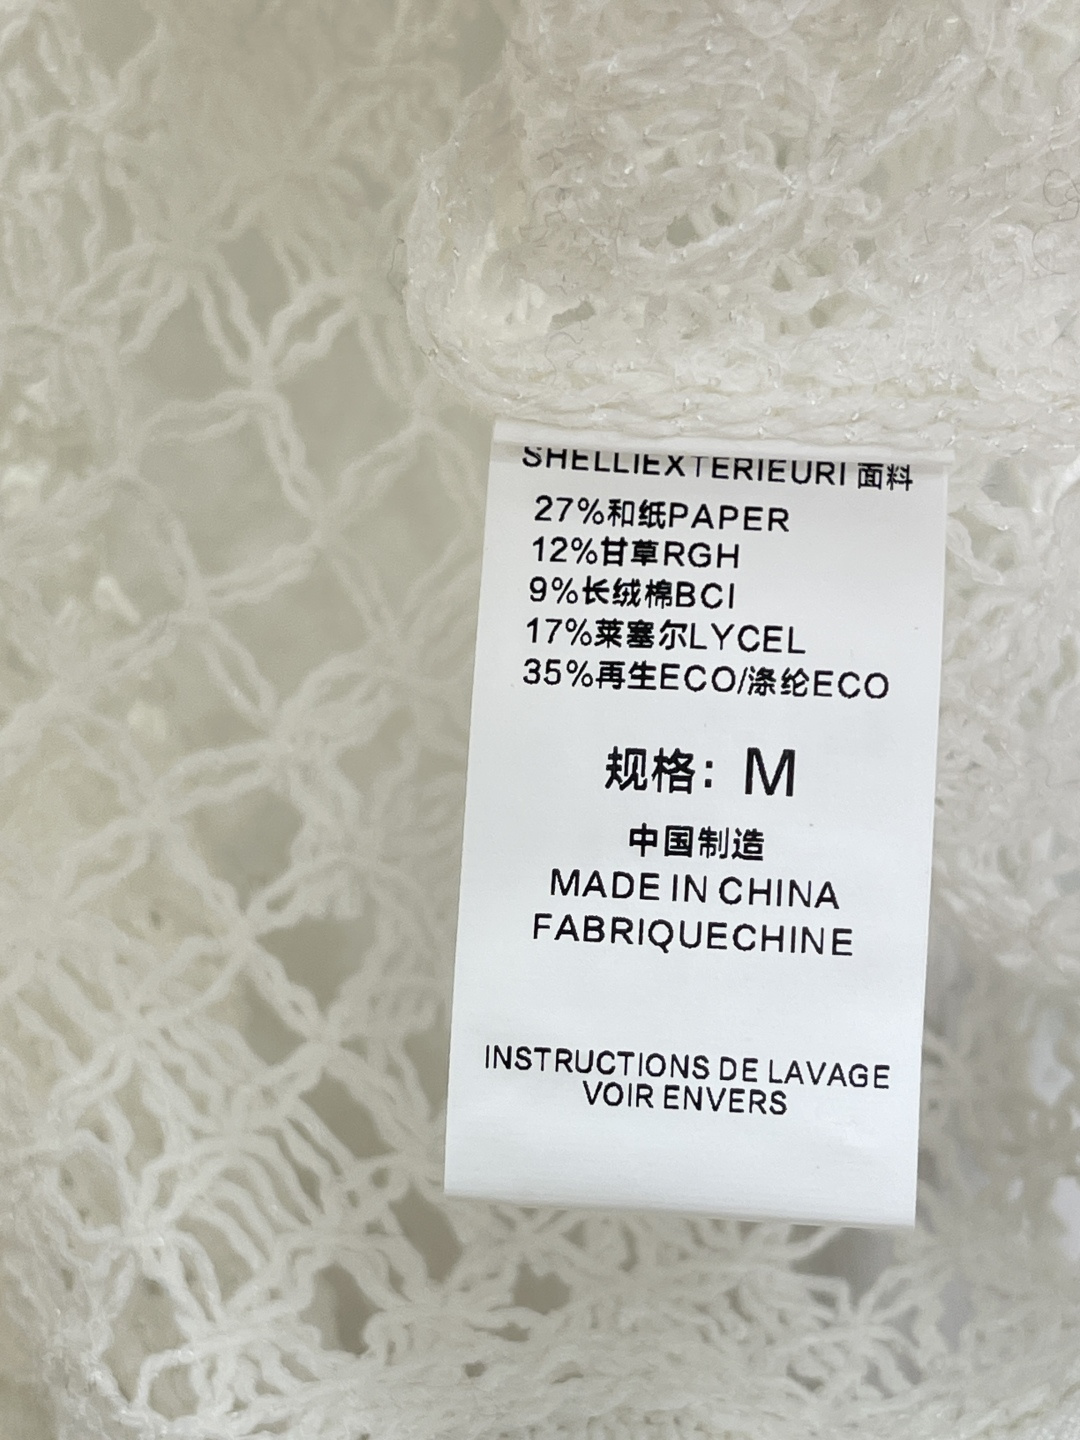 SHELLIEXTERIEURI 面料
27%和纸PAPER
12%甘草RGH
9%长绒棉BCI
17%莱塞尔LYCEL
35%再生ECO/涤纶ECO
规格：M
中国制造
MADE IN CHINA
FABRIQUECHINE
INSTRUCTIONS DE LAVAGE
VOIR ENVERS